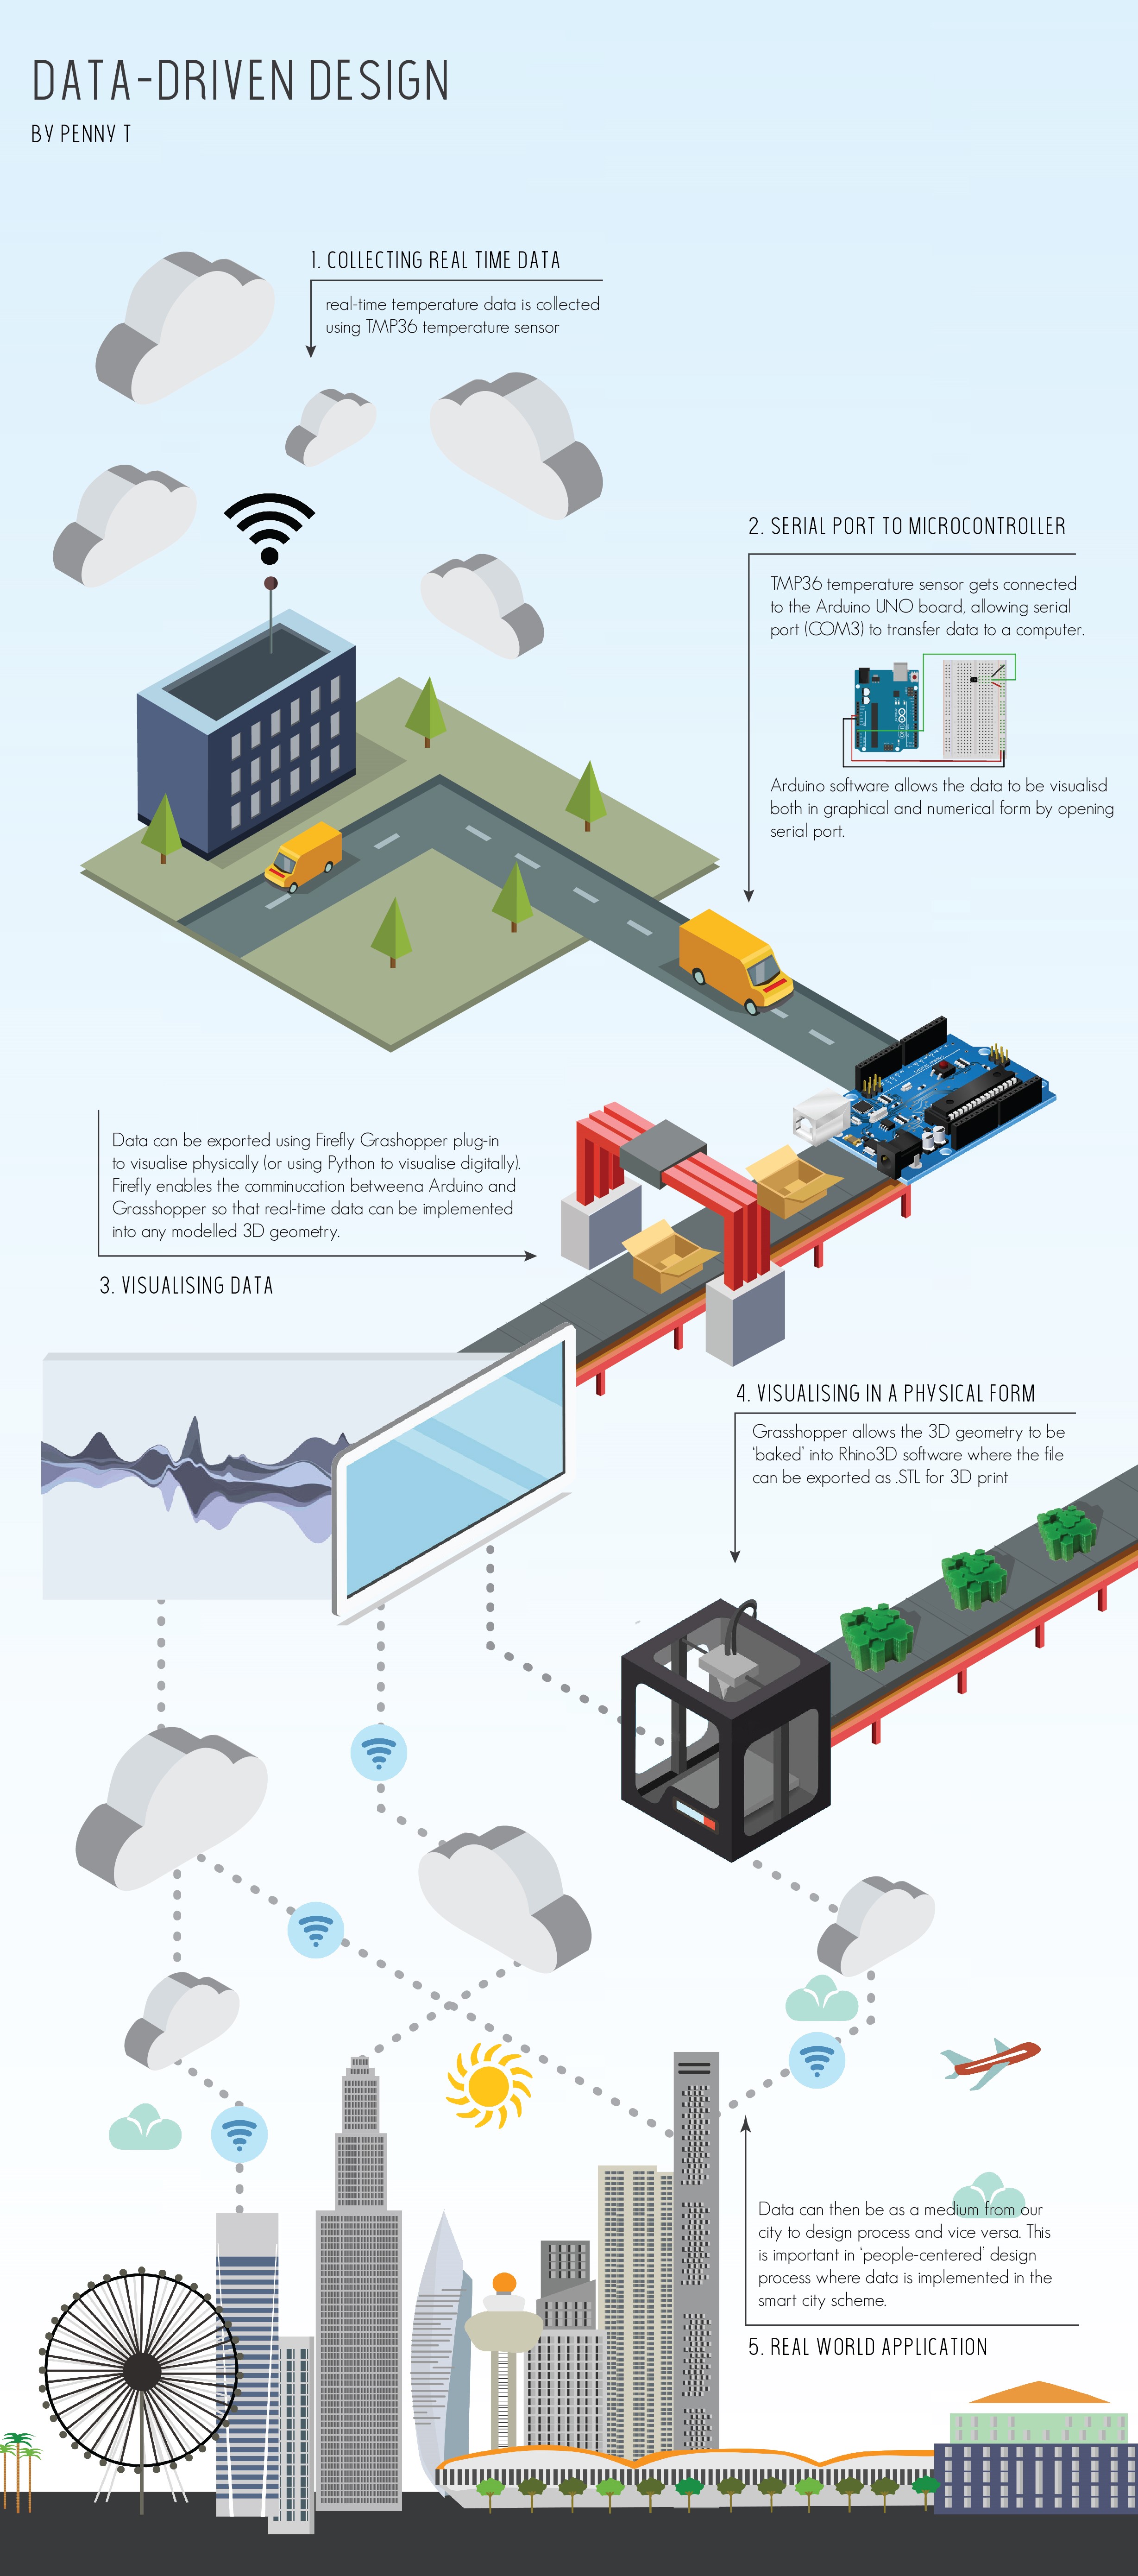 DATA-DRIVEN DESIGN
BY PENNY T
1. COLLECTING REAL TIME DATA
real-time temperature data is collected
using TMP36 temperature sensor
2. SERIAL PORT TO MICROCONTROLLER
TMP36 temperature sensor gets connected
to the Arduino UNO board, allowing serial
port (COM3) to transfer data to a computer.
Arduino software allows the data to be visualisd
both in graphical and numerical form by opening
serial port.
Data can be exported using Firefly Grashopper plug-in
to visualise physically (or using Python to visualise digitally).
Firefly enables the comminucation betweena Arduino and
Grasshopper so that real-time data can be implemented
into any modelled 3D geometry.
3. VISUALISING DATA
4. VISUALISING IN A PHYSICAL FORM
Grasshopper allows the 3D geometry to be
'baked' into Rhino3D software where the file
can be exported as .STL for 3D print
Data can then be as a medium from our
city to design process and vice versa. This
is important in 'people-centered' design
process where data is implemented in the
smart city scheme.
5. REAL WORLD APPLICATION